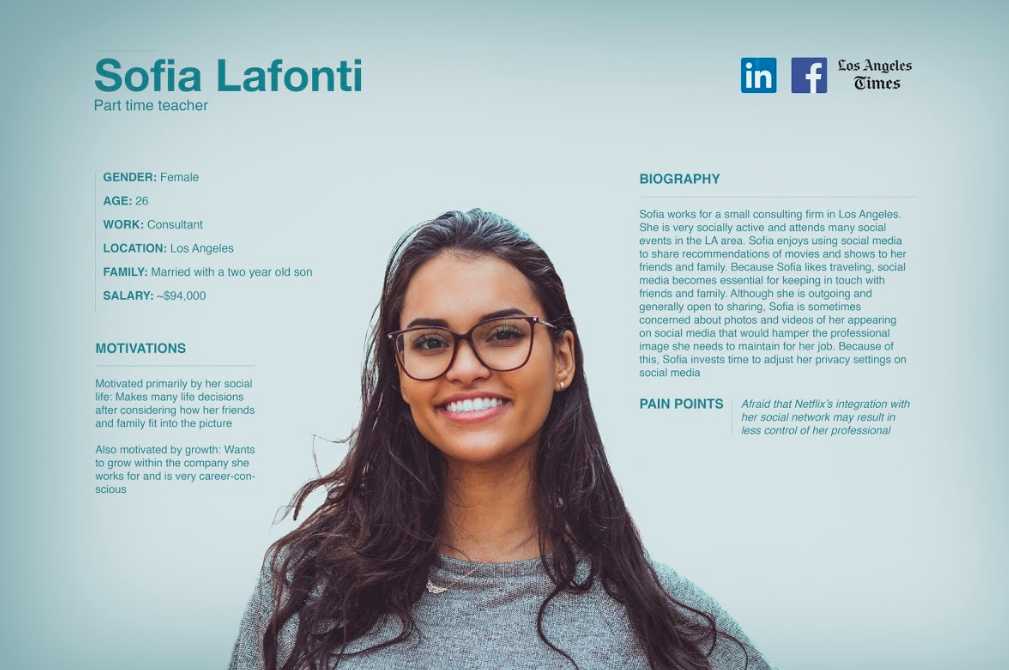 Sofia Lafonti
Part time teacher
in
f
Los Angeles
Times
GENDER: Female
AGE: 26
WORK: Consultant
LOCATION: Los Angeles
FAMILY: Married with a two year old son
SALARY: ~$94,000
MOTIVATIONS
Motivated primarily by her social
life: Makes many life decisions
after considering how her friends
and family fit into the picture
Also motivated by growth: Wants
to grow within the company she
works for and is very career-con-
scious
BIOGRAPHY
Sofia works for a small consulting firm in Los Angeles.
She is very socially active and attends many social
events in the LA area. Sofia enjoys using social media
to share recommendations of movies and shows to her
friends and family. Because Sofia likes traveling, social
media becomes essential for keeping in touch with
friends and family. Although she is outgoing and
generally open to sharing, Sofia is sometimes
concerned about photos and videos of her appearing
on social media that would hamper the professional
image she needs to maintain for her job. Because of
this, Sofia invests time to adjust her privacy settings on
social media
PAIN POINTS
Afraid that Netflix's integration with
her social network may result in
less control of her professional